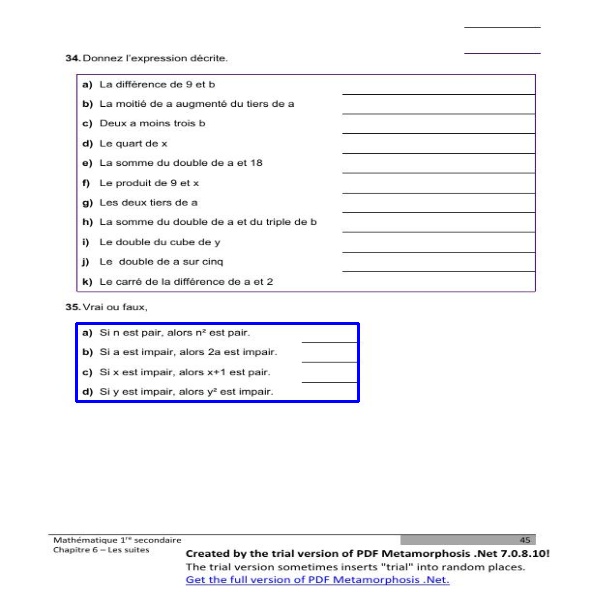 34. Donnez l'expression décrite.
a) La différence de 9 et b
b) La moitié de a augmenté du tiers de a
c) Deux a moins trois b
d) Le quart de x
e) La somme du double de a et 18
f) Le produit de 9 et x
g) Les deux tiers de a
h) La somme du double de a et du triple de b
i) Le double du cube de y
j) Le  double de a sur cinq
k) Le carré de la différence de a et 2
35. Vrai ou faux,
a) Si n est pair, alors n² est pair.
b) Si a est impair, alors 2a est impair.
c) Si x est impair, alors x+1 est pair.
d) Si y est impair, alors y² est impair.
Mathématique 1re secondaire 45
Chapitre 6 – Les suites
Created by the trial version of PDF Metamorphosis .Net 7.0.8.10!
The trial version sometimes inserts "trial" into random places.
Get the full version of PDF Metamorphosis .Net.